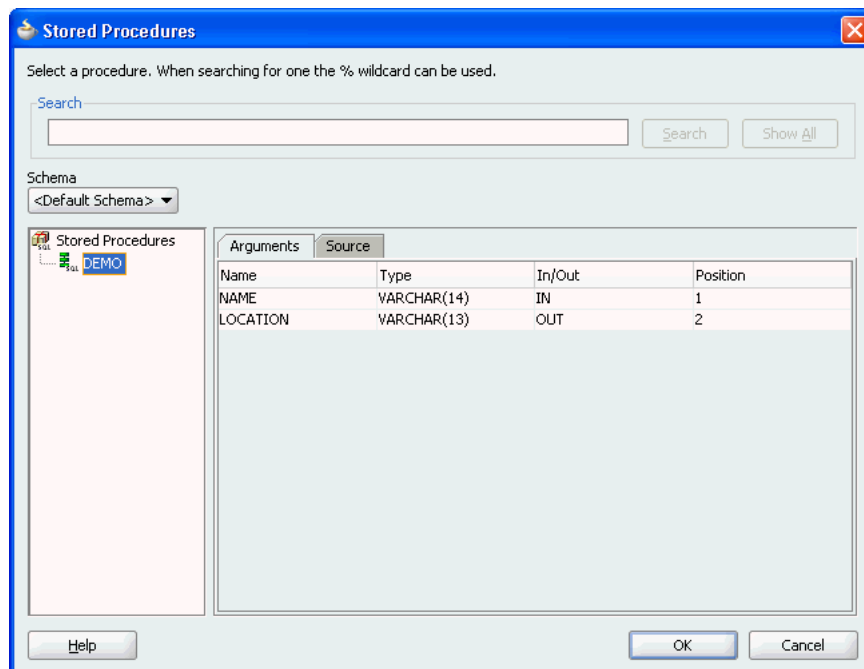 Stored Procedures
Select a procedure. When searching for one the % wildcard can be used.
Search
Search
Show All
Schema
<Default Schema>
SQL Stored Procedures
SQL DEMO
Arguments Source
Name Type In/Out Position
NAME VARCHAR(14) IN 1
LOCATION VARCHAR(13) OUT 2
Help OK Cancel